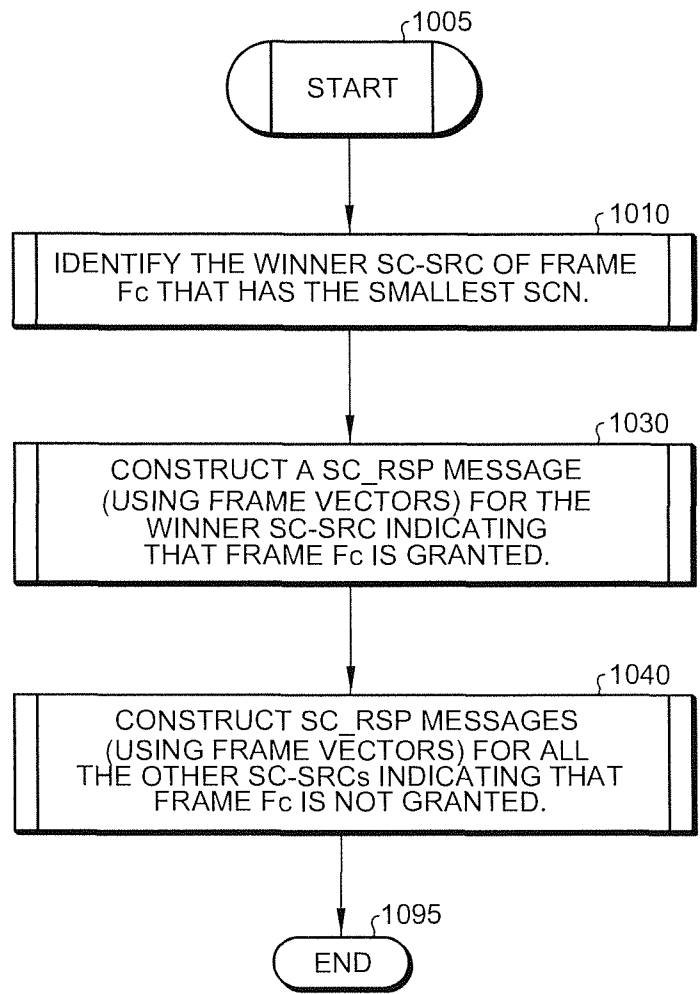 1005
START
1010
IDENTIFY THE WINNER SC-SRC OF FRAME
Fc THAT HAS THE SMALLEST SCN.
1030
CONSTRUCT A SC_RSP MESSAGE
(USING FRAME VECTORS) FOR THE
WINNER SC-SRC INDICATING
THAT FRAME Fc IS GRANTED.
1040
CONSTRUCT SC_RSP MESSAGES
(USING FRAME VECTORS) FOR ALL
THE OTHER SC-SRCs INDICATING THAT
FRAME Fc IS NOT GRANTED.
1095
END